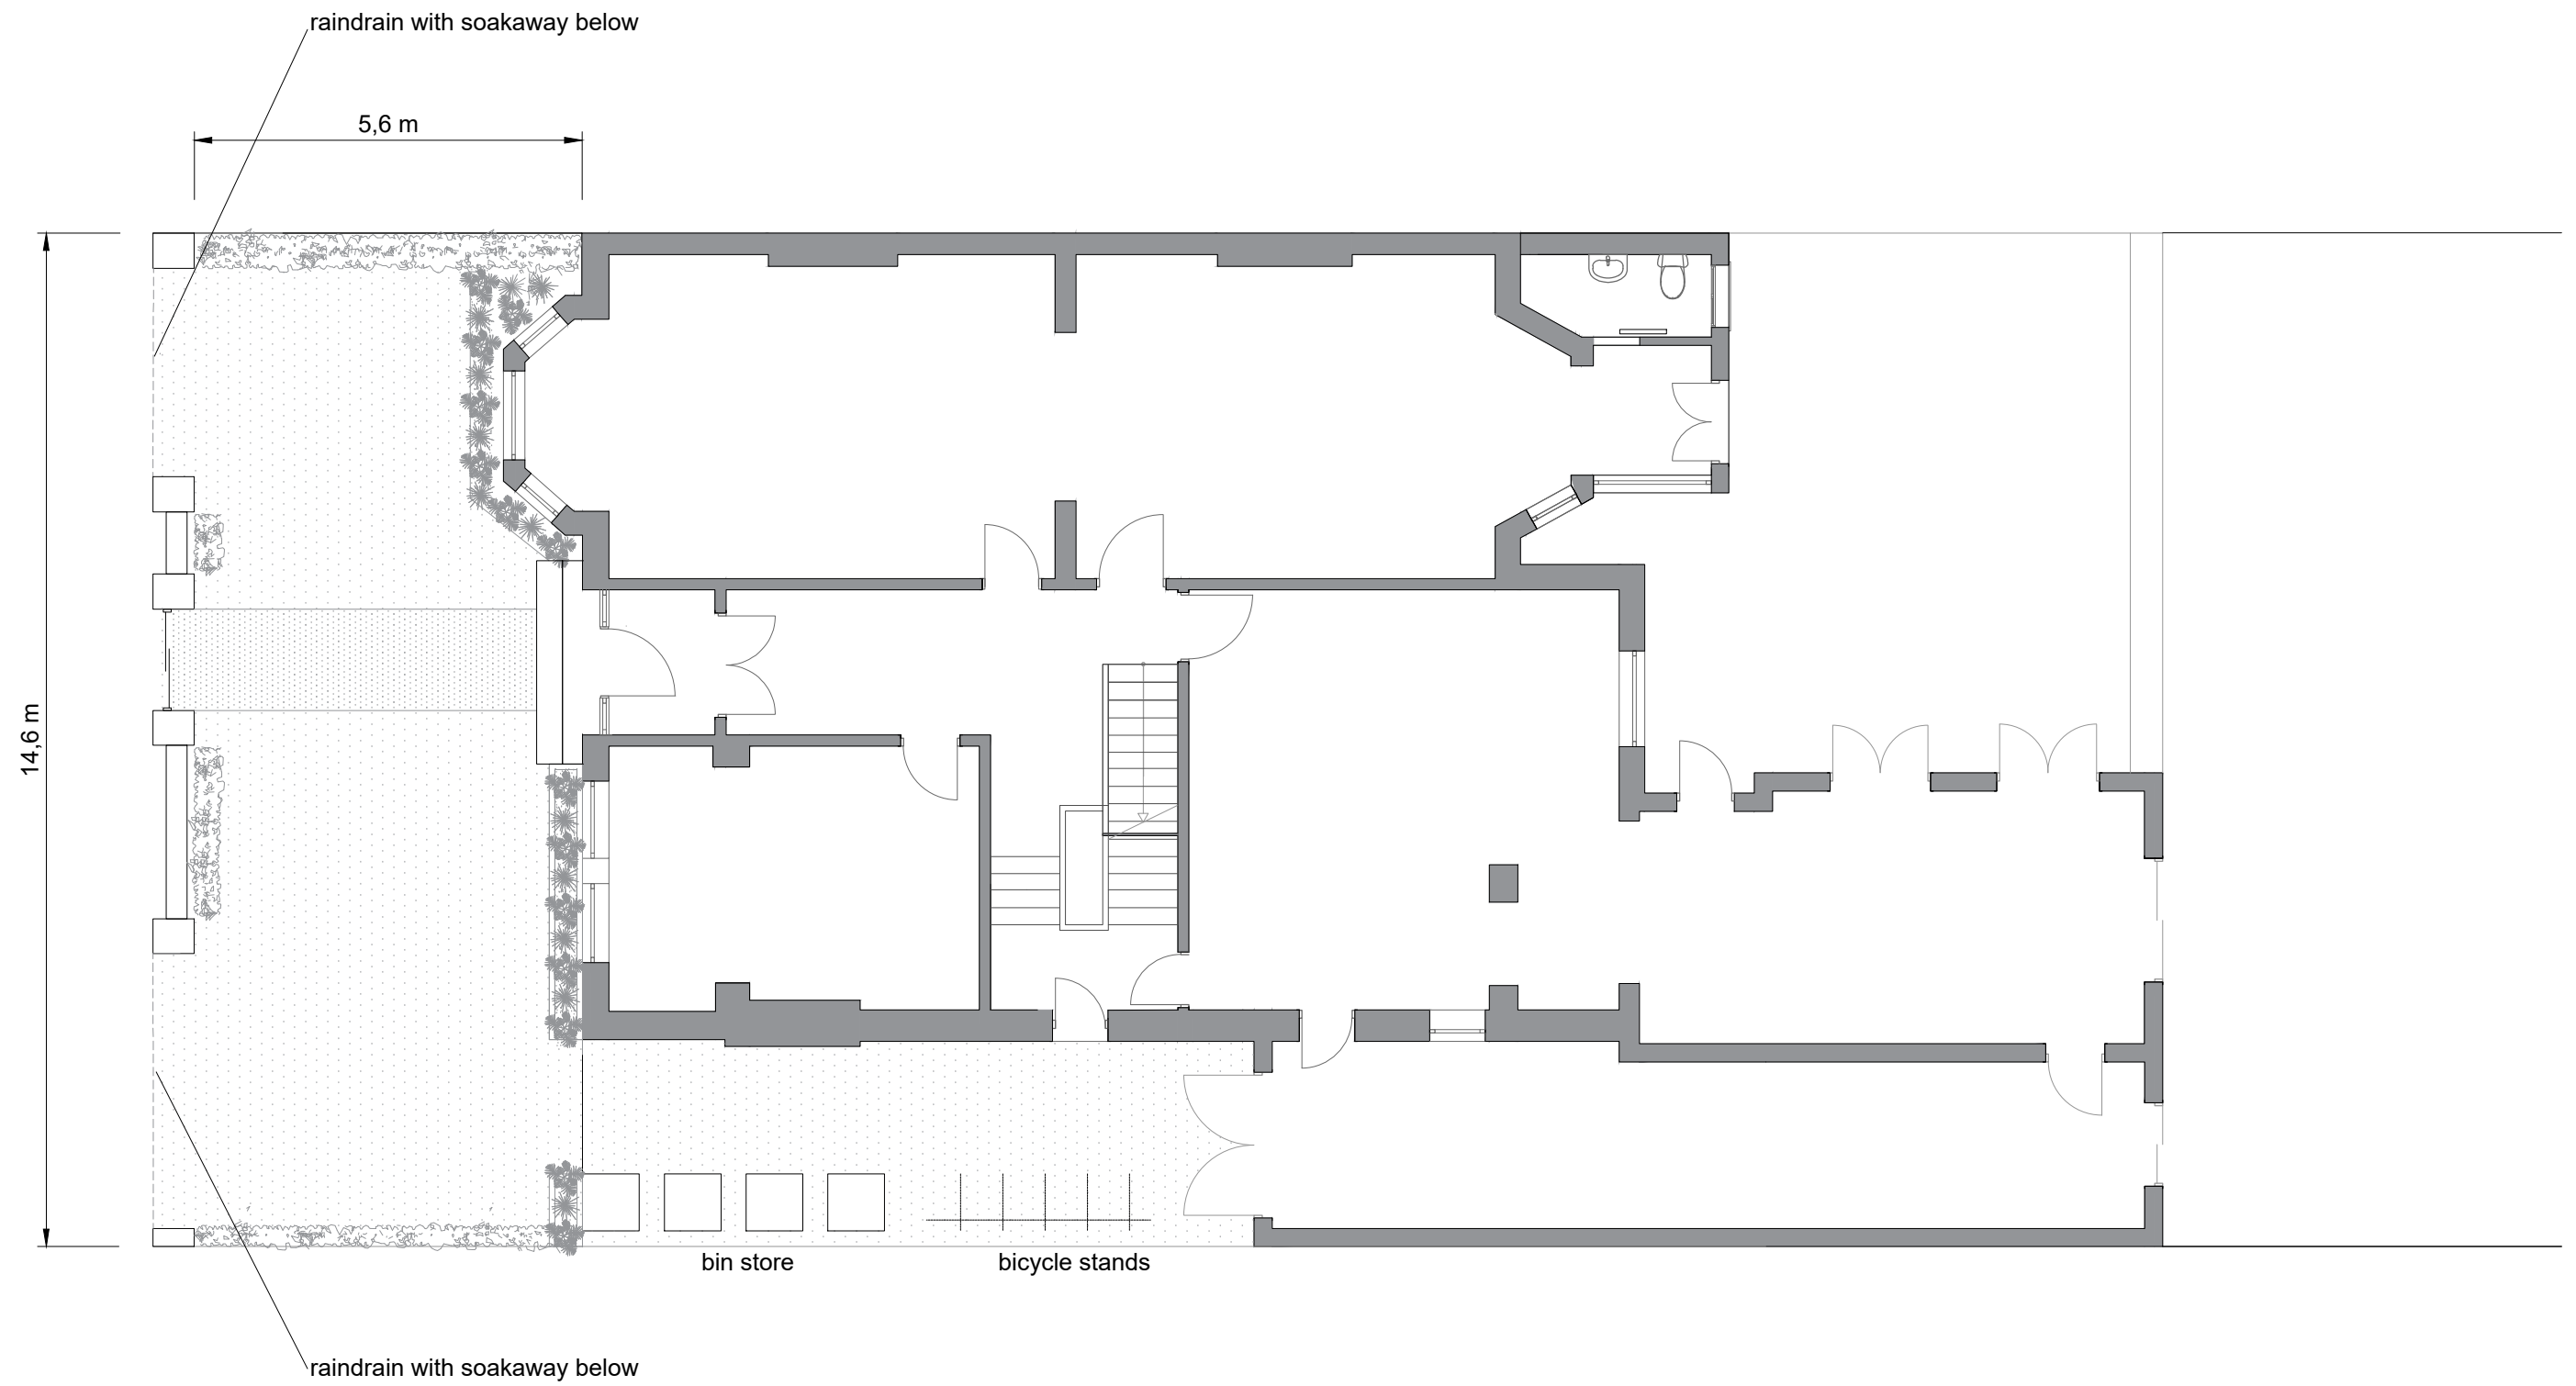 raindrain with soakaway below
5,6 m
14,6 m
bin store
bicycle stands
raindrain with soakaway below